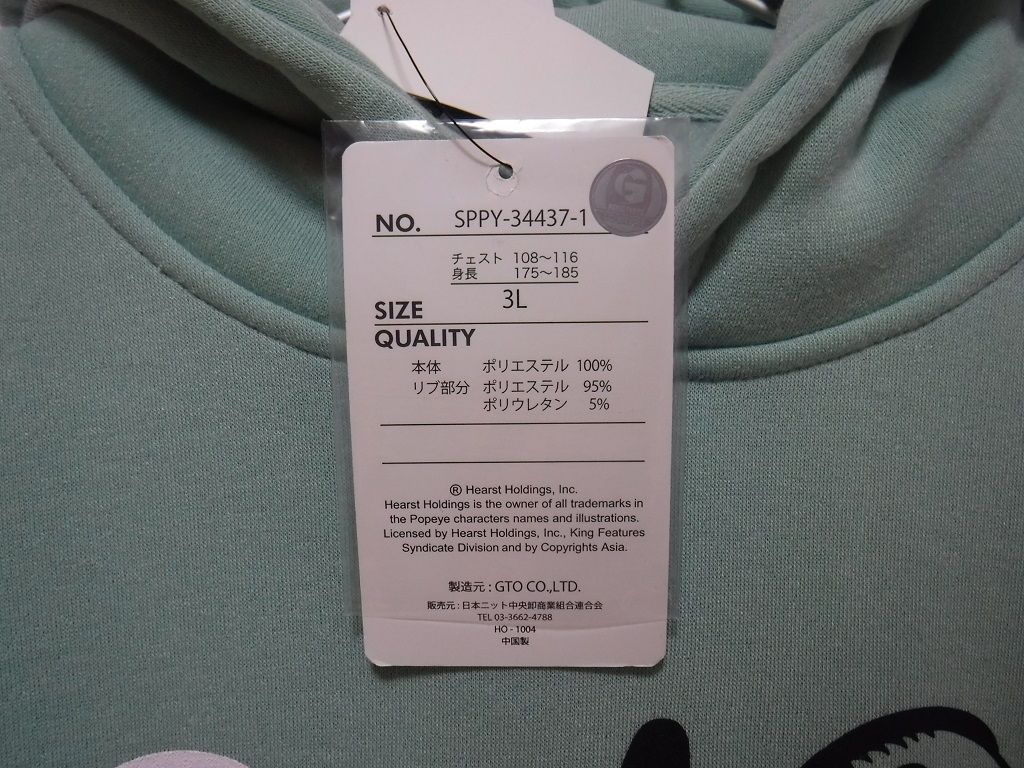 G
NO. SPPY-34437-1
チェスト 108〜116
身長 175〜185
SIZE 3L
QUALITY
本体 ポリエステル 100%
リブ部分 ポリエステル 95%
ポリウレタン 5%
® Hearst Holdings, Inc.
Hearst Holdings is the owner of all trademarks in
the Popeye characters names and illustrations.
Licensed by Hearst Holdings, Inc., King Features
Syndicate Division and by Copyrights Asia.
製造元 : GTO CO.,LTD.
販売元 : 日本ニット中央卸商業組合連合会
TEL 03-3662-4788
HO - 1004
中国製